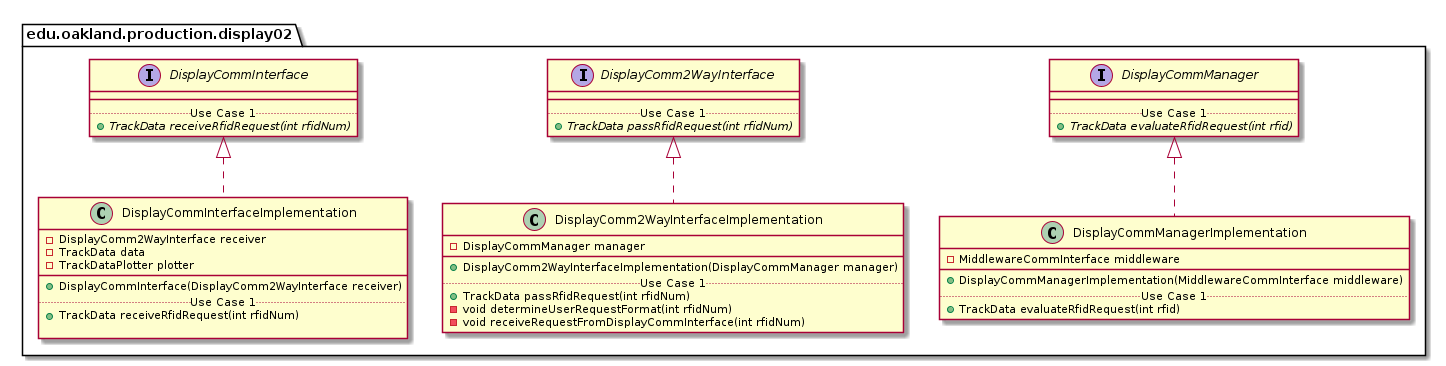 edu.oakland.production.display02
I DisplayCommInterface
Use Case 1
TrackData receiveRfidRequest(int rfidNum)
I DisplayComm2WayInterface
Use Case 1
TrackData passRfidRequest(int rfidNum)
I DisplayCommManager
Use Case 1
TrackData evaluateRfidRequest(int rfid)
C DisplayCommInterfaceImplementation
DisplayComm2WayInterface receiver
TrackData data
TrackDataPlotter plotter
DisplayCommInterface(DisplayComm2WayInterface receiver)
Use Case 1
TrackData receiveRfidRequest(int rfidNum)
C DisplayComm2WayInterfaceImplementation
DisplayCommManager manager
DisplayComm2WayInterfaceImplementation(DisplayCommManager manager)
Use Case 1
TrackData passRfidRequest(int rfidNum)
void determineUserRequestFormat(int rfidNum)
void receiveRequestFromDisplayCommInterface(int rfidNum)
C DisplayCommManagerImplementation
MiddlewareCommInterface middleware
DisplayCommManagerImplementation(MiddlewareCommInterface middleware)
Use Case 1
TrackData evaluateRfidRequest(int rfid)